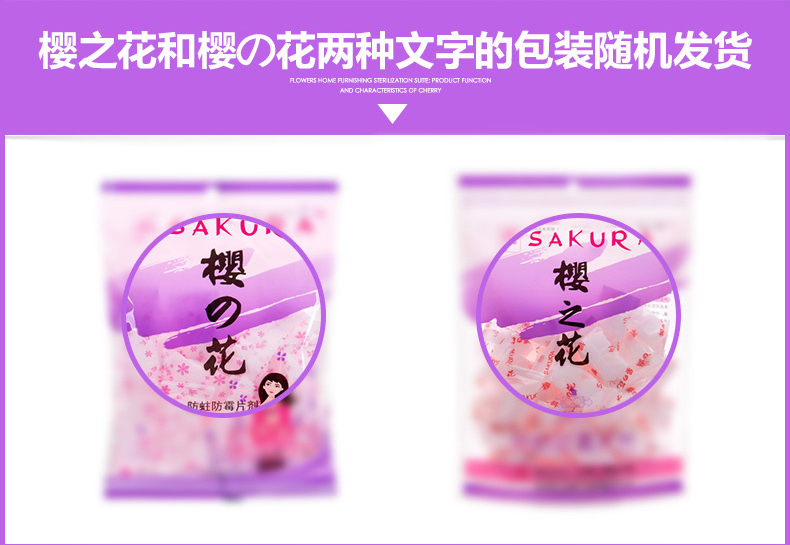 樱之花和樱の花两种文字的包装随机发货
FLOWERS HOME FURNISHING STERILIZATION SUITE: PRODUCT FUNCTION
AND CHARACTERISTICS OF CHERRY
SAKURA
樱の花
防蛀防霉片剂
SAKURA
樱之花